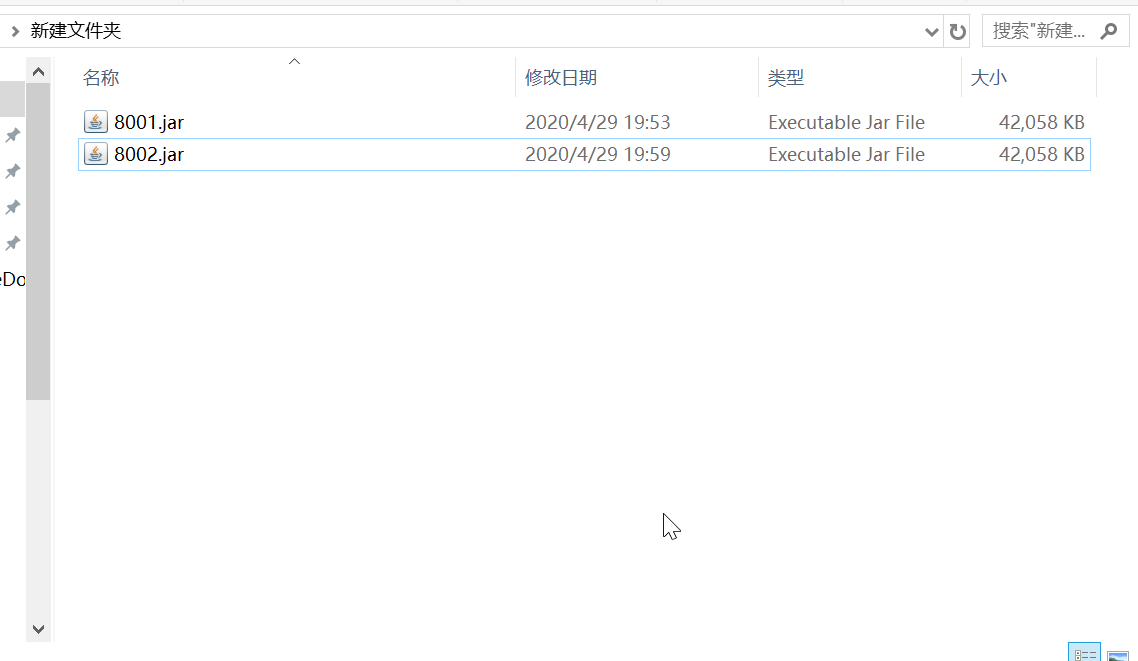 新建文件夹
搜索"新建...
名称 修改日期 类型 大小
8001.jar 2020/4/29 19:53 Executable Jar File 42,058 KB
8002.jar 2020/4/29 19:59 Executable Jar File 42,058 KB
eDo